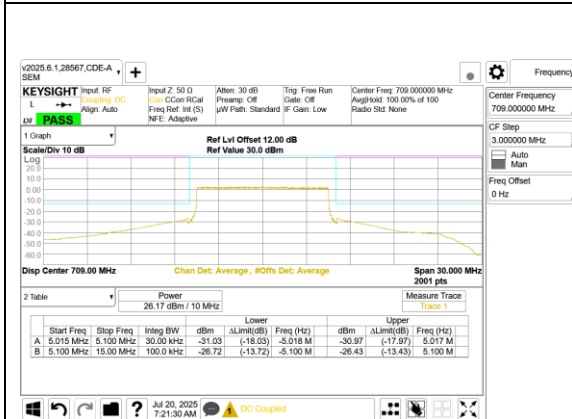 v2025.6.1,28567,CDE-A
SEM
Frequency
KEYSIGHT
Input: RF
Coupling: DC
Align: Auto
Input Z: 50 Ω
Corr CCorr RCal
Freq Ref: Int (S)
NFE: Adaptive
Atten: 30 dB
Preamp: Off
µW Path: Standard
Trig: Free Run
Gate: Off
IF Gain: Low
Center Freq: 709.000000 MHz
Avg|Hold: 100.00% of 100
Radio Std: None
L
PASS
Center Frequency
709.000000 MHz
CF Step
3.000000 MHz
Auto
Man
Freq Offset
0 Hz
1 Graph
Scale/Div 10 dB
Ref Lvl Offset 12.00 dB
Ref Value 30.0 dBm
Log
20.0
10.0
0.00
-10.0
-20.0
-30.0
-40.0
-50.0
-60.0
Disp Center 709.00 MHz
Chan Det: Average , #Offs Det: Average
Span 30.000 MHz
2001 pts
2 Table
Power
26.17 dBm / 10 MHz
Measure Trace
Trace 1
Lower Upper
Start Freq Stop Freq Integ BW dBm ΔLimit(dB) Freq (Hz) dBm ΔLimit(dB) Freq (Hz)
A 5.015 MHz 5.100 MHz 30.00 kHz -31.03 (-18.03) -5.018 M -30.97 (-17.97) 5.017 M
B 5.100 MHz 15.00 MHz 100.0 kHz -26.72 (-13.72) -5.100 M -26.43 (-13.43) 5.100 M
?
Jul 20, 2025
7:21:30 AM
DC Coupled